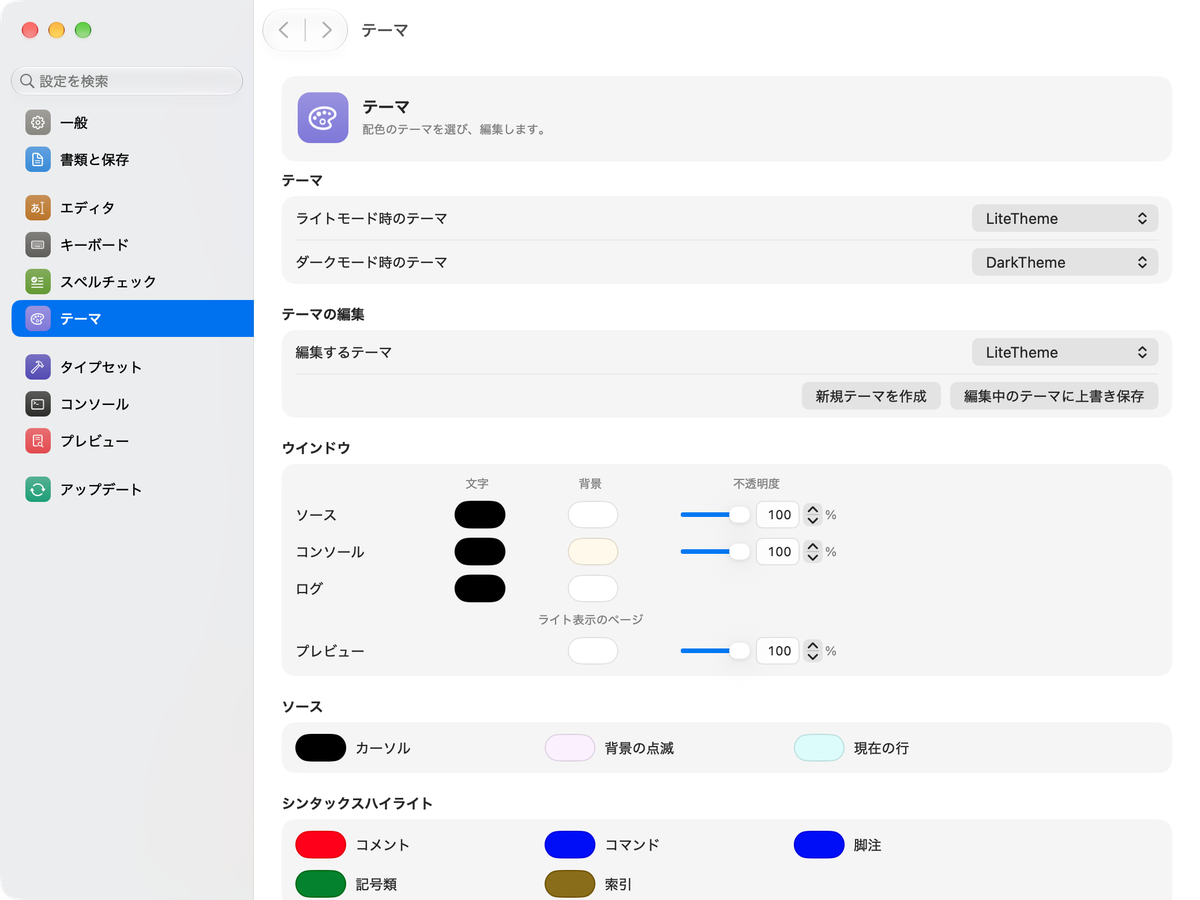 テーマ
設定を検索
一般
書類と保存
エディタ
キーボード
スペルチェック
テーマ
タイプセット
コンソール
プレビュー
アップデート
テーマ
配色のテーマを選び、編集します。
テーマ
ライトモード時のテーマ LiteTheme
ダークモード時のテーマ DarkTheme
テーマの編集
編集するテーマ LiteTheme
新規テーマを作成 編集中のテーマに上書き保存
ウインドウ
文字 背景 不透明度
ソース 100 %
コンソール 100 %
ログ
ライト表示のページ
プレビュー 100 %
ソース
カーソル 背景の点滅 現在の行
シンタックスハイライト
コメント コマンド 脚注
記号類 索引